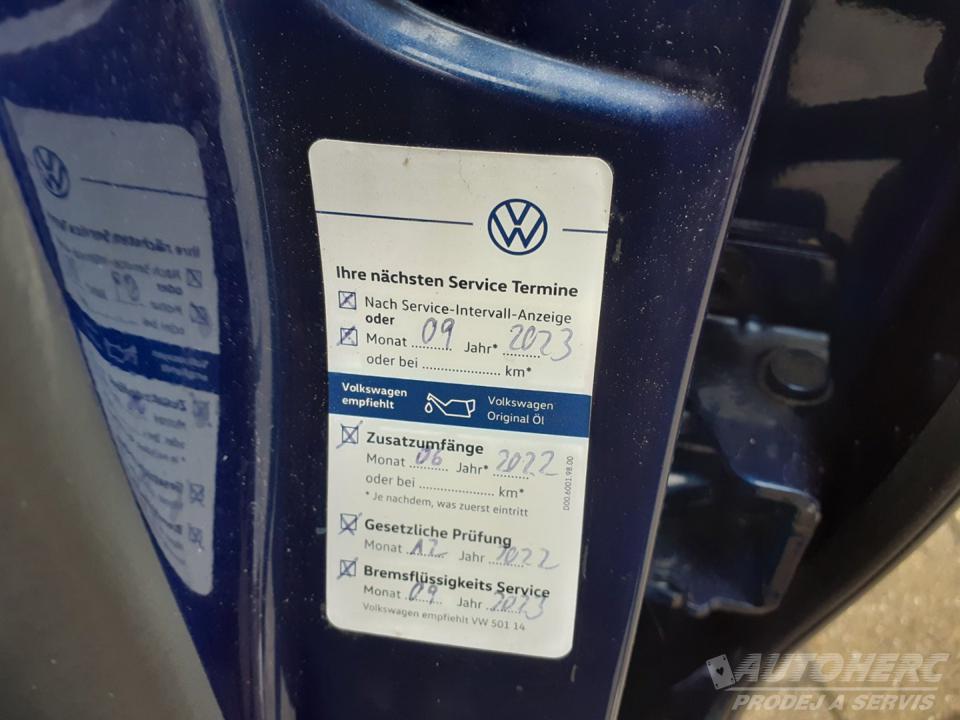 Ihre nächsten Service Termine
Nach Service-Intervall-Anzeige
oder
Monat 09 Jahr* 2023
oder bei .................... km*
Volkswagen
empfiehlt
Volkswagen
Original Öl
Zusatzumfänge
Monat 06 Jahr* 2022
oder bei .................... km*
* Je nachdem, was zuerst eintritt
Gesetzliche Prüfung
Monat 12 Jahr 2022
Bremsflüssigkeits Service
Monat 09 Jahr 2023
Volkswagen empfiehlt VW 501 14
D00.6001.98.00
AUTOHERC
PRODEJ A SERVIS